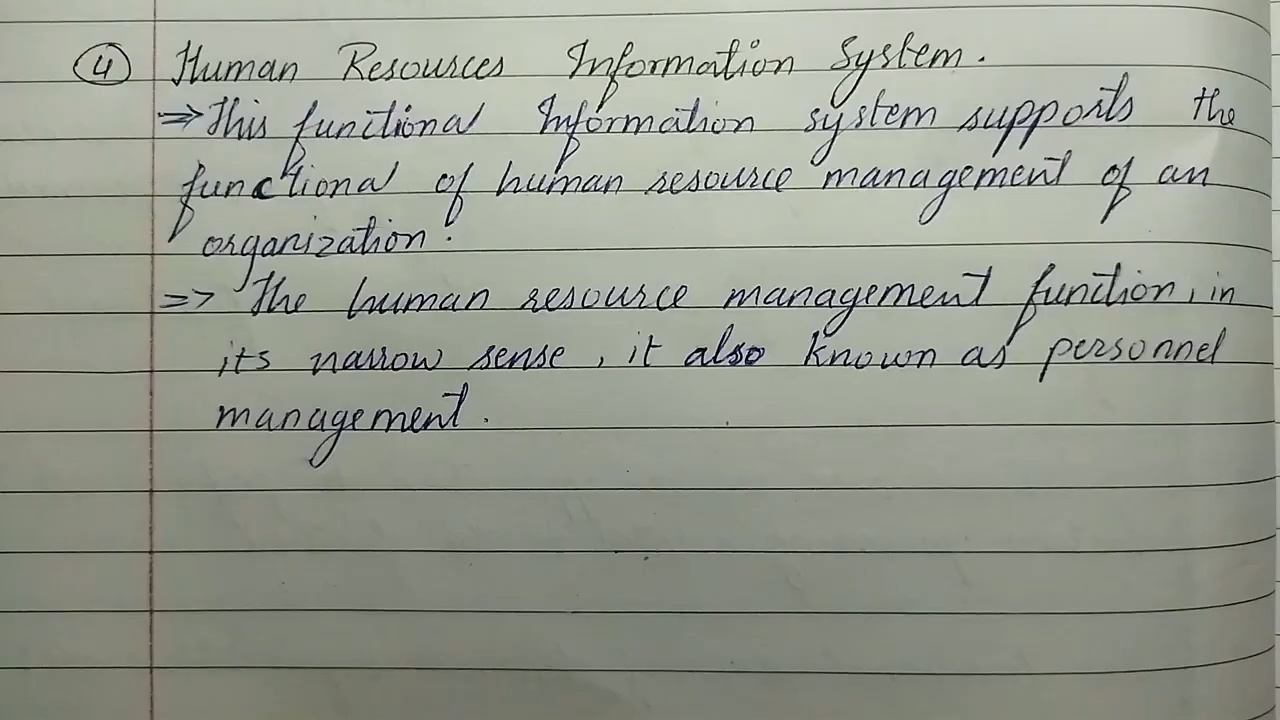 ④ Human Resources Information System.
⇒ This functional Information system supports the
functional of human resource management of an
organization.
=> The human resource management function, in
its narrow sense, it also known as personnel
management.